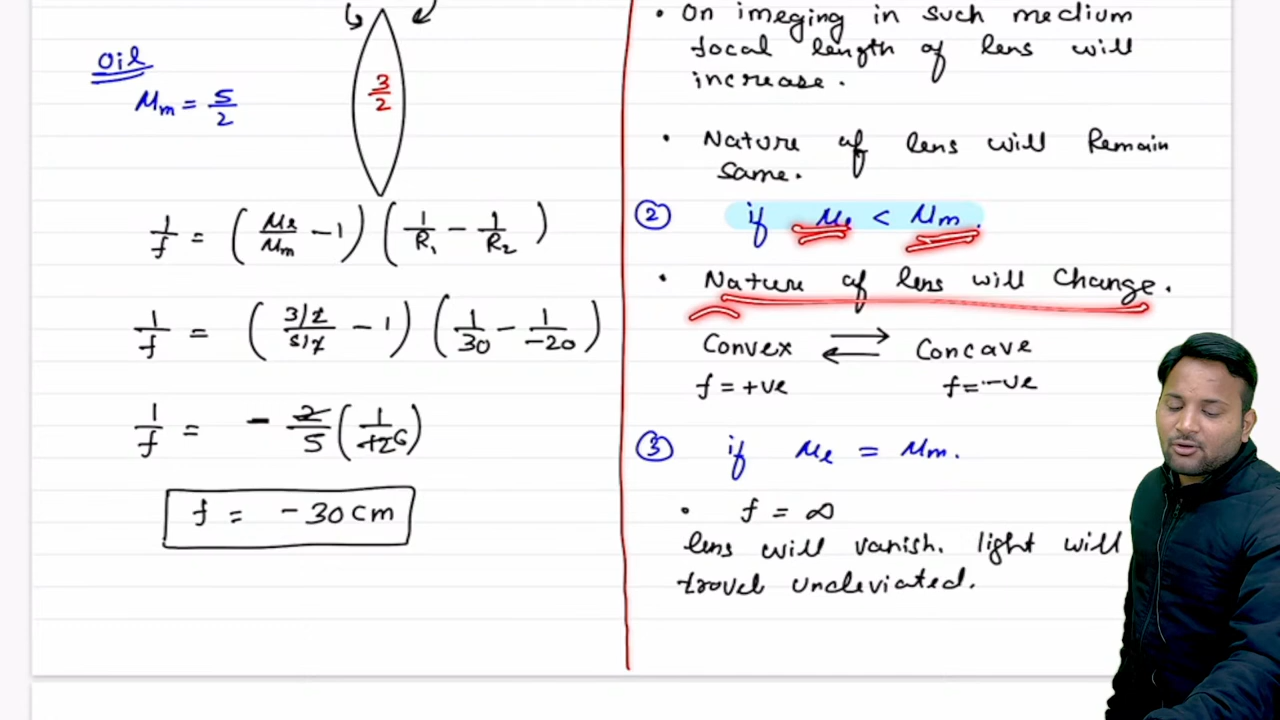 Oil
μm = 5/2
3/2
1/f = (μℓ/μm − 1) (1/R₁ − 1/R₂)
1/f = (3/2/5/2 − 1) (1/30 − 1/-20)
1/f = - 2/5 (1/12 6)
f = - 30 cm
• On imeging in such medium
focal length of lens will
increase.
• Nature of lens will Remain
same.
② if μℓ < μm.
• Nature of lens will Change.
Convex ⇌ Concave
f = +ve f = -ve
③ if μℓ = μm.
• f = ∞
lens will vanish. light will
travel undeviated.